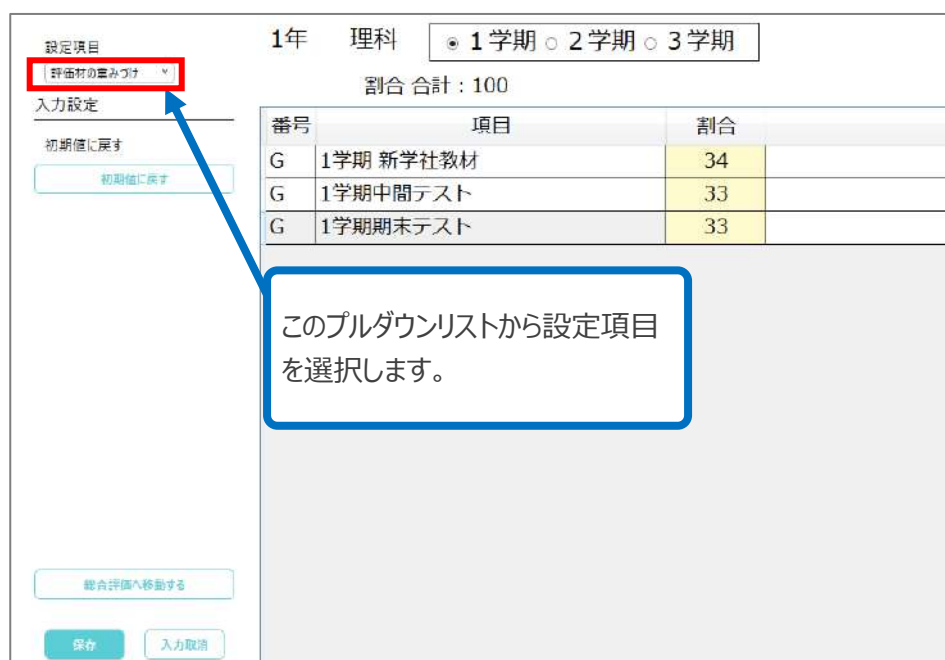 設定項目
評価材の重みづけ
入力設定
初期値に戻す
初期値に戻す
1年 理科 1学期 2学期 3学期
割合 合計：100
番号 項目 割合
G 1学期 新学社教材 34
G 1学期中間テスト 33
G 1学期期末テスト 33
このプルダウンリストから設定項目
を選択します。
総合評価へ移動する
保存 入力取消